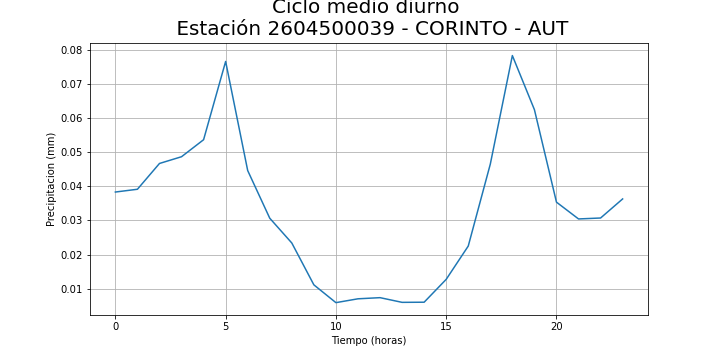 Ciclo medio diurno
Estación 2604500039 - CORINTO - AUT
0.08
0.07
0.06
0.05
0.04
0.03
0.02
0.01
Precipitacion (mm)
0 5 10 15 20
Tiempo (horas)